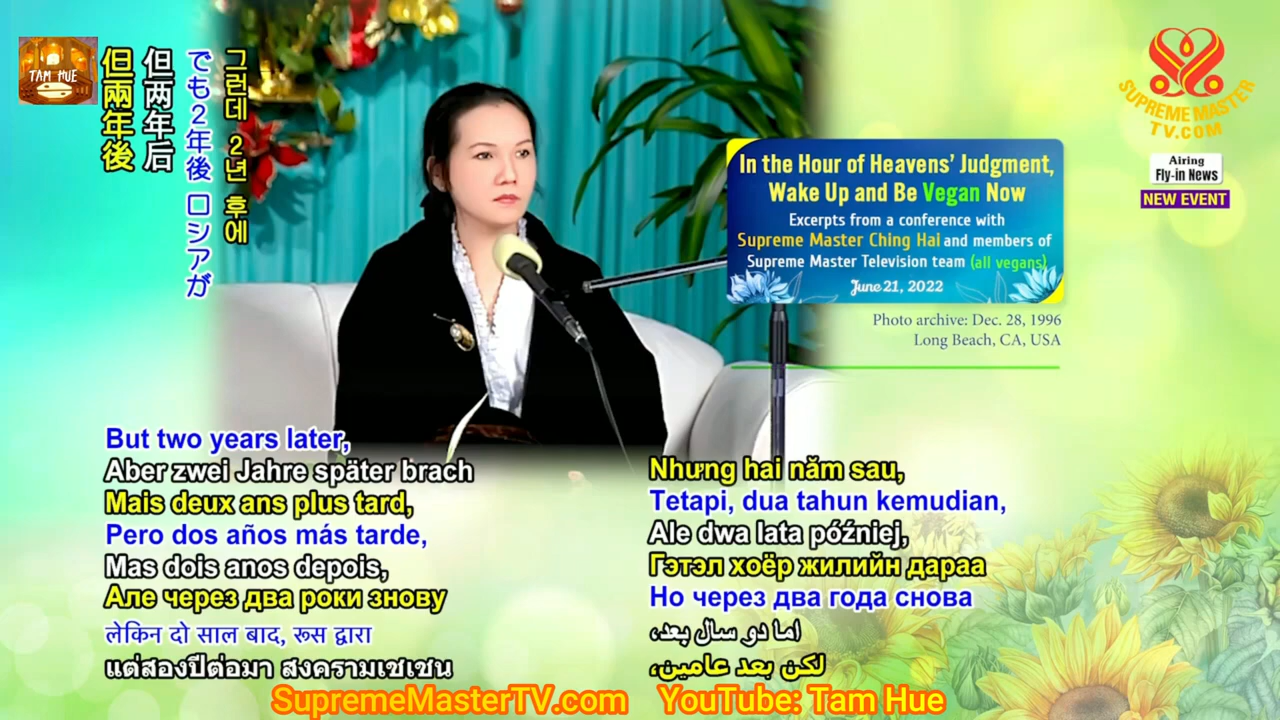 TAM HUE
但兩年後
但两年后
でも2年後 ロシアが
그런데 2년 후에
SUPREME MASTER
TV.COM
Airing
Fly-in News
NEW EVENT
In the Hour of Heavens' Judgment,
Wake Up and Be Vegan Now
Excerpts from a conference with
Supreme Master Ching Hai and members of
Supreme Master Television team (all vegans)
June 21, 2022
Photo archive: Dec. 28, 1996
Long Beach, CA, USA
But two years later,
Aber zwei Jahre später brach
Mais deux ans plus tard,
Pero dos años más tarde,
Mas dois anos depois,
Але через два роки знову
लेकिन दो साल बाद, रूस द्वारा
แต่สองปีต่อมา สงครามเชเชน
Nhưng hai năm sau,
Tetapi, dua tahun kemudian,
Ale dwa lata później,
Гэтэл хоёр жилийн дараа
Но через два года снова
اما دو سال بعد،
لكن بعد عامين،
SupremeMasterTV.com YouTube: Tam Hue